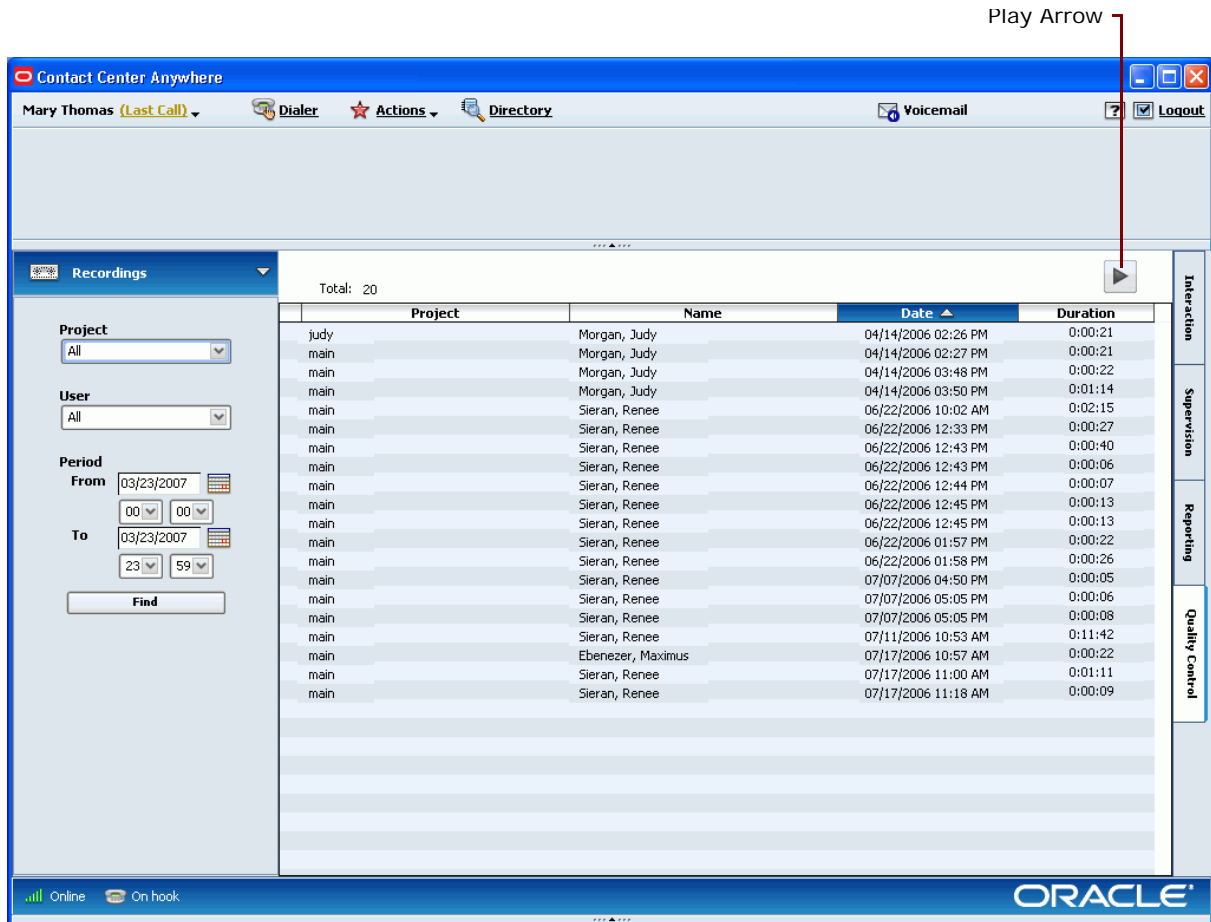 Play Arrow
Contact Center Anywhere
Mary Thomas (Last Call) Dialer Actions Directory Voicemail ? Logout
Recordings
Total: 20
Project Name Date Duration
judy Morgan, Judy 04/14/2006 02:26 PM 0:00:21
main Morgan, Judy 04/14/2006 02:27 PM 0:00:21
main Morgan, Judy 04/14/2006 03:48 PM 0:00:22
main Morgan, Judy 04/14/2006 03:50 PM 0:01:14
main Sieran, Renee 06/22/2006 10:02 AM 0:02:15
main Sieran, Renee 06/22/2006 12:33 PM 0:00:27
main Sieran, Renee 06/22/2006 12:43 PM 0:00:40
main Sieran, Renee 06/22/2006 12:43 PM 0:00:06
main Sieran, Renee 06/22/2006 12:44 PM 0:00:07
main Sieran, Renee 06/22/2006 12:45 PM 0:00:13
main Sieran, Renee 06/22/2006 12:45 PM 0:00:13
main Sieran, Renee 06/22/2006 01:57 PM 0:00:22
main Sieran, Renee 06/22/2006 01:58 PM 0:00:26
main Sieran, Renee 07/07/2006 04:50 PM 0:00:05
main Sieran, Renee 07/07/2006 05:05 PM 0:00:06
main Sieran, Renee 07/07/2006 05:05 PM 0:00:08
main Sieran, Renee 07/11/2006 10:53 AM 0:11:42
main Ebenezer, Maximus 07/17/2006 10:57 AM 0:00:22
main Sieran, Renee 07/17/2006 11:00 AM 0:01:11
main Sieran, Renee 07/17/2006 11:18 AM 0:00:09
Project
All
User
All
Period
From 03/23/2007
00 00
To 03/23/2007
23 59
Find
Interaction
Supervision
Reporting
Quality Control
Online On hook
ORACLE